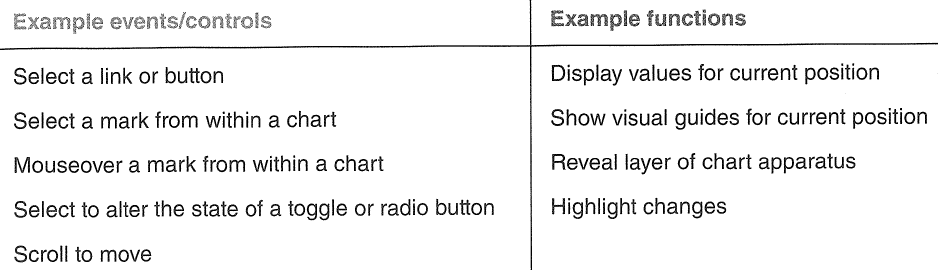 Example events/controls
Example functions
Select a link or button
Display values for current position
Select a mark from within a chart
Show visual guides for current position
Mouseover a mark from within a chart
Reveal layer of chart apparatus
Select to alter the state of a toggle or radio button
Highlight changes
Scroll to move